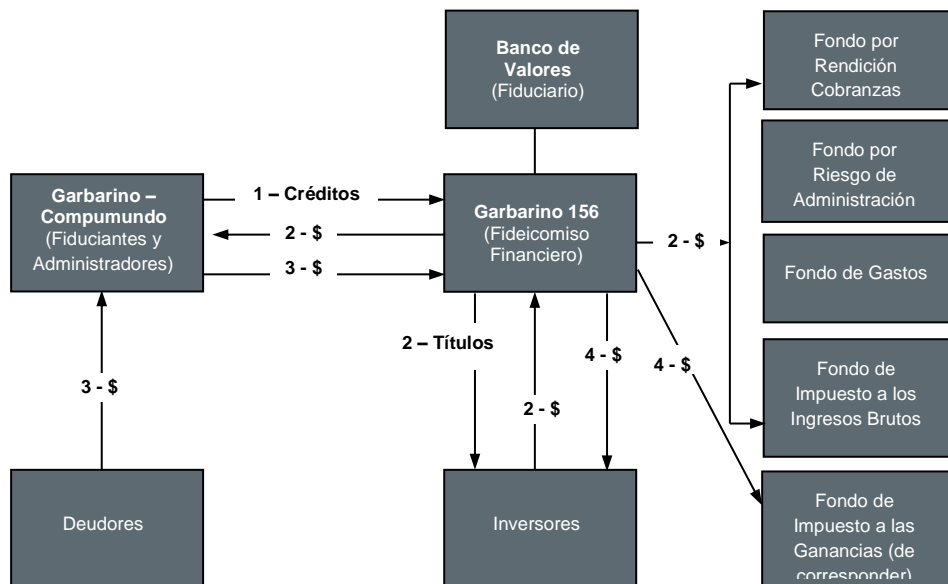 Banco de
Valores
(Fiduciario)
Fondo por
Rendición
Cobranzas
Fondo por
Riesgo de
Administración
Garbarino –
Compumundo
(Fiduciantes y
Administradores)
1 – Créditos
2 - $
3 - $
Garbarino 156
(Fideicomiso
Financiero)
2 - $
Fondo de Gastos
2 – Títulos
4 - $
4 - $
3 - $
2 - $
Fondo de
Impuesto a los
Ingresos Brutos
Deudores
Inversores
Fondo de
Impuesto a las
Ganancias (de
corresponder)